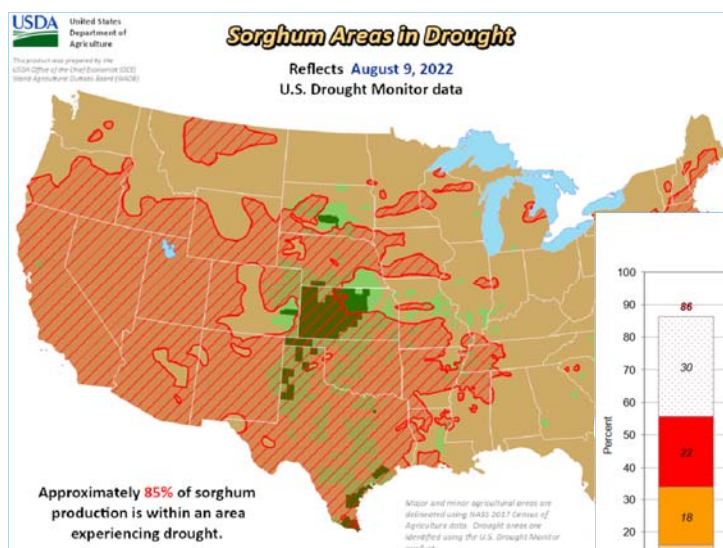 USDA
United States
Department of
Agriculture
This product was prepared by the
USDA Office of the Chief Economist (OCE)
World Agricultural Outlook Board (WAOB)
Sorghum Areas in Drought
Reflects August 9, 2022
U.S. Drought Monitor data
Approximately 85% of sorghum
production is within an area
experiencing drought.
Major and minor agricultural areas are
delineated using NASS 2017 Census of
Agriculture data. Drought areas are
identified using the U.S. Drought Monitor
100
90
80
70
60
50
40
30
20
Percent
86
30
22
18